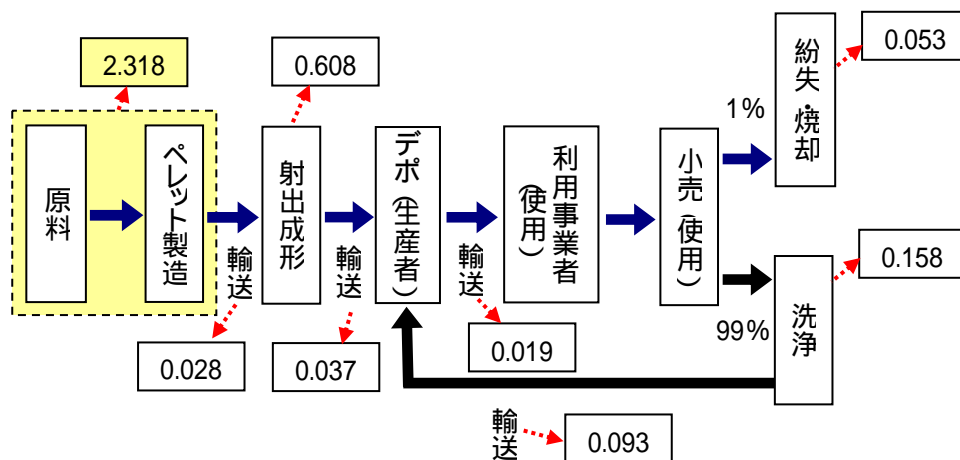 2.318
0.608
0.053
原料
ペレット製造
輸送
射出成形
輸送
デポ（生産者）
輸送
利用事業者
（使用）
小売（使用）
1%
紛失・焼却
99%
洗浄
0.158
0.028
0.037
0.019
輸送
0.093